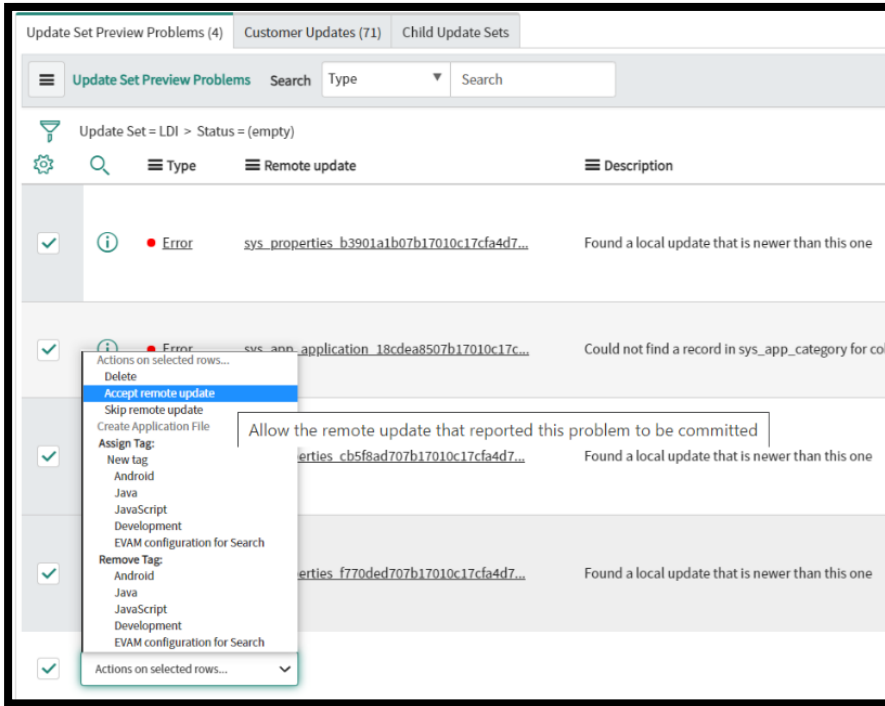 Update Set Preview Problems (4) Customer Updates (71) Child Update Sets
Update Set Preview Problems Search Type Search
Update Set = LDI > Status = (empty)
Type Remote update Description
Error sys_properties_b3901a1b07b17010c17cfa4d7... Found a local update that is newer than this one
Error sys_app_application_18cdea8507b17010c17c... Could not find a record in sys_app_category for col
Actions on selected rows...
Delete
Accept remote update
Skip remote update
Create Application File
Allow the remote update that reported this problem to be committed
Assign Tag:
New tag
erties_cb5f8ad707b17010c17cfa4d7... Found a local update that is newer than this one
Android
Java
JavaScript
Development
EVAM configuration for Search
Remove Tag:
Android
erties_f770ded707b17010c17cfa4d7... Found a local update that is newer than this one
Java
JavaScript
Development
EVAM configuration for Search
Actions on selected rows...